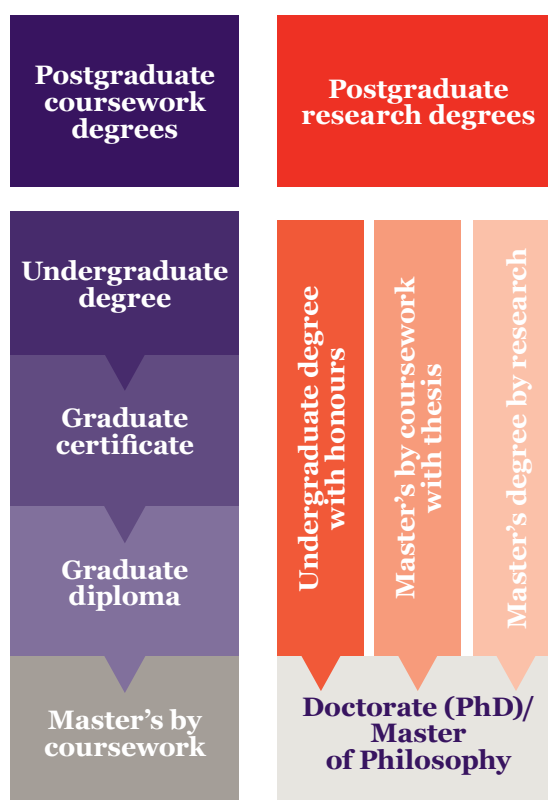 Postgraduate
coursework
degrees
Postgraduate
research degrees
Undergraduate
degree
Graduate
certificate
Graduate
diploma
Master’s by
coursework
Undergraduate degree
with honours
Master’s by coursework
with thesis
Master’s degree by research
Doctorate (PhD)/
Master
of Philosophy